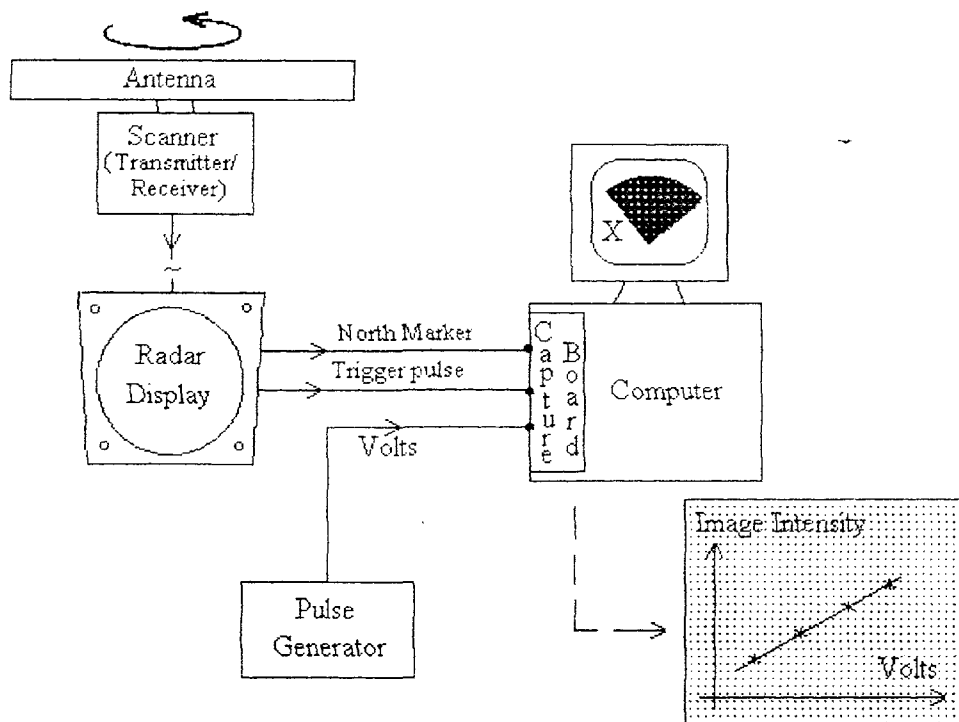 Antenna
Scanner
(Transmitter/
Receiver)
X
Radar
Display
North Marker
Trigger pulse
Volts
Capture
Board
Computer
Pulse
Generator
Image Intensity
Volts